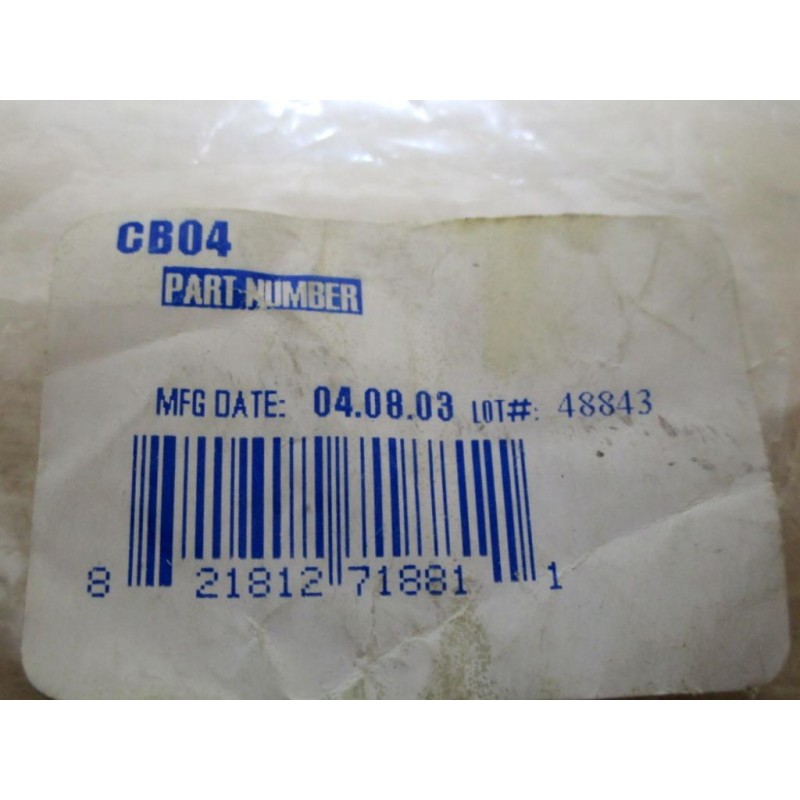 CB04
PART NUMBER
MFG DATE: 04.08.03 LOT#: 48843
8 21812 71881 1